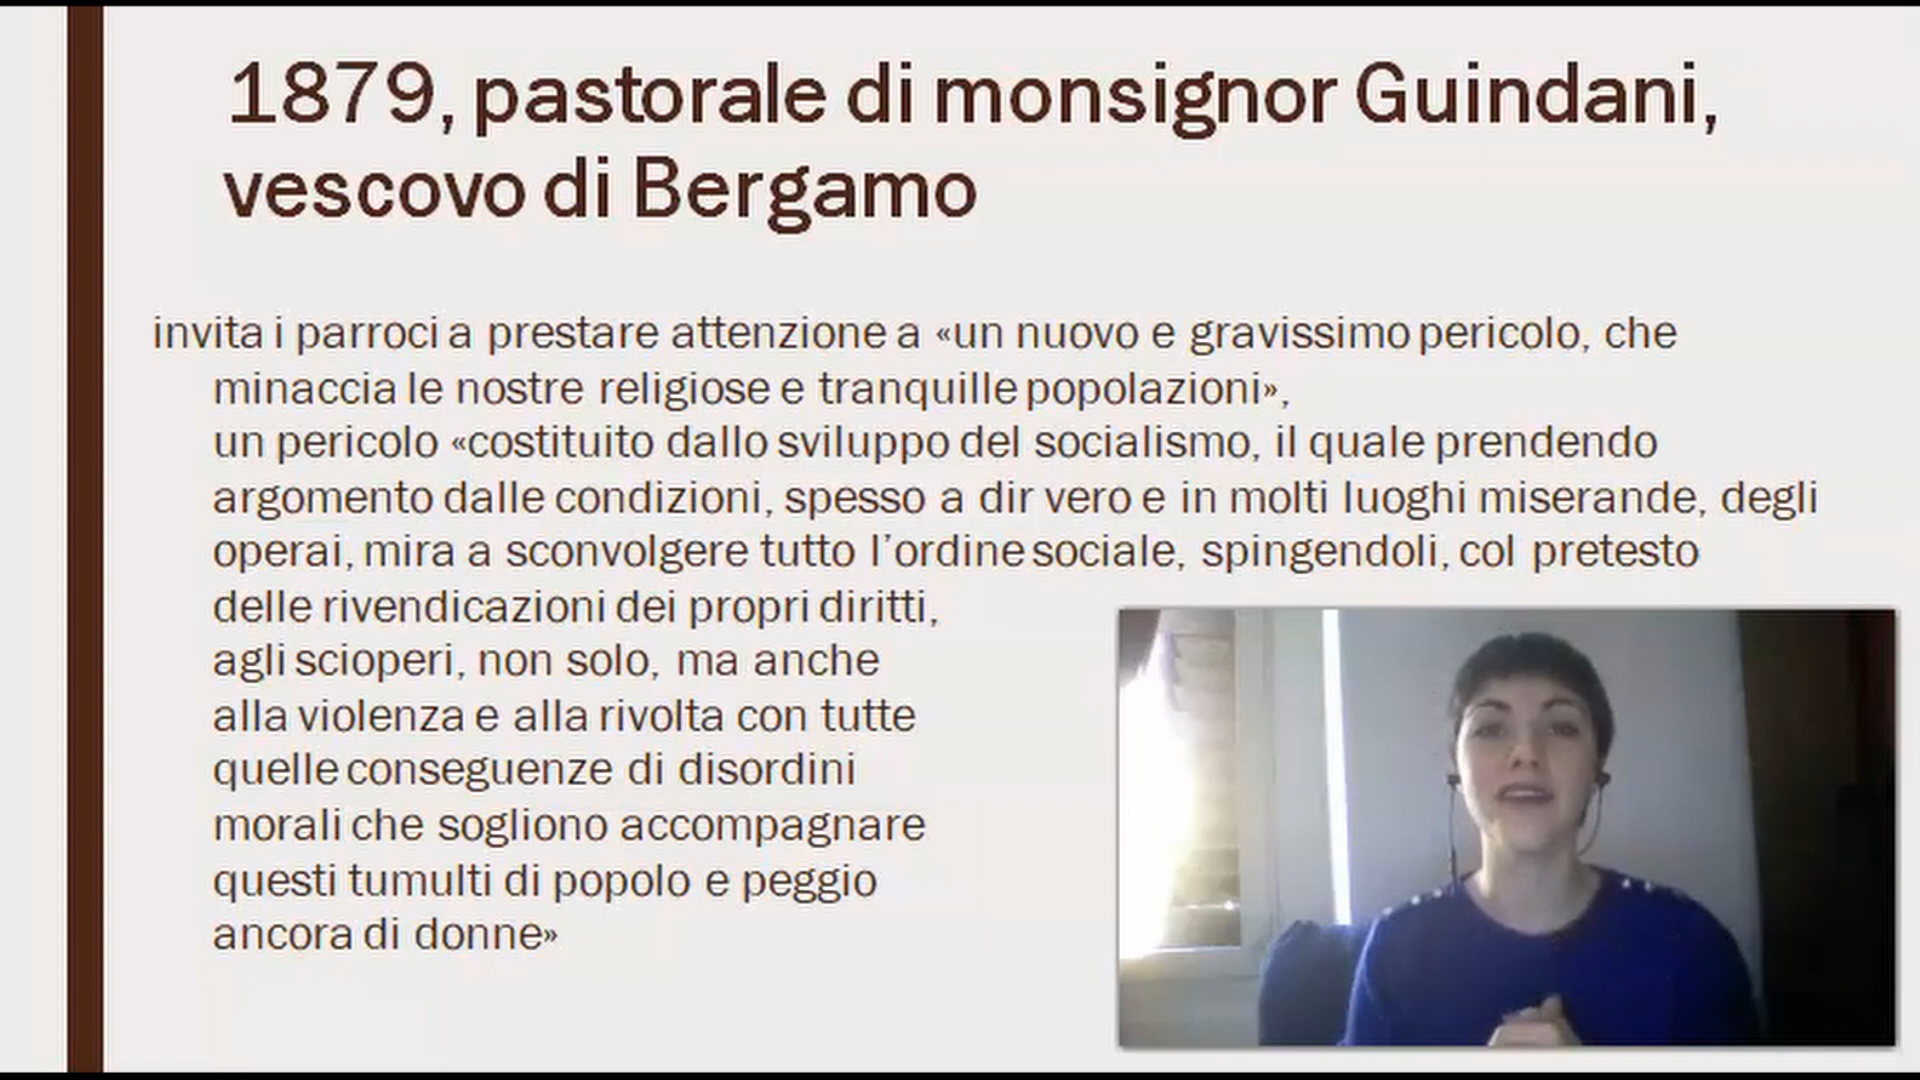 1879, pastorale di monsignor Guindani,
vescovo di Bergamo
invita i parroci a prestare attenzione a «un nuovo e gravissimo pericolo, che
minaccia le nostre religiose e tranquille popolazioni»,
un pericolo «costituito dallo sviluppo del socialismo, il quale prendendo
argomento dalle condizioni, spesso a dir vero e in molti luoghi miserande, degli
operai, mira a sconvolgere tutto l’ordine sociale, spingendoli, col pretesto
delle rivendicazioni dei propri diritti,
agli scioperi, non solo, ma anche
alla violenza e alla rivolta con tutte
quelle conseguenze di disordini
morali che sogliono accompagnare
questi tumulti di popolo e peggio
ancora di donne»